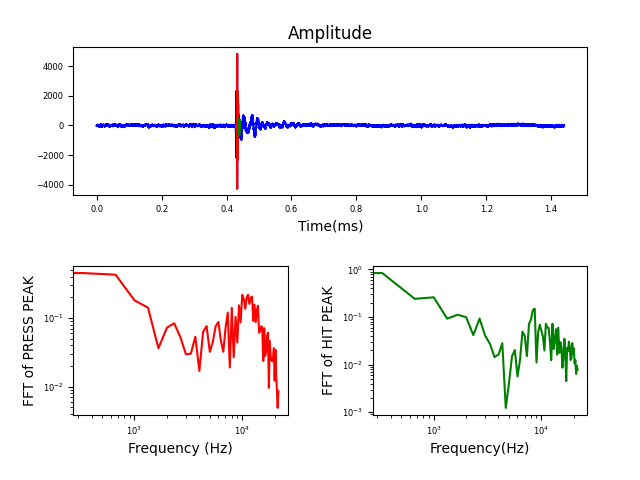 Amplitude
4000
2000
0
−2000
−4000
0.0 0.2 0.4 0.6 0.8 1.0 1.2 1.4
Time(ms)
FFT of PRESS PEAK
10⁻¹
10⁻²
10³ 10⁴
Frequency (Hz)
FFT of HIT PEAK
10⁰
10⁻¹
10⁻²
10⁻³
10³ 10⁴
Frequency(Hz)